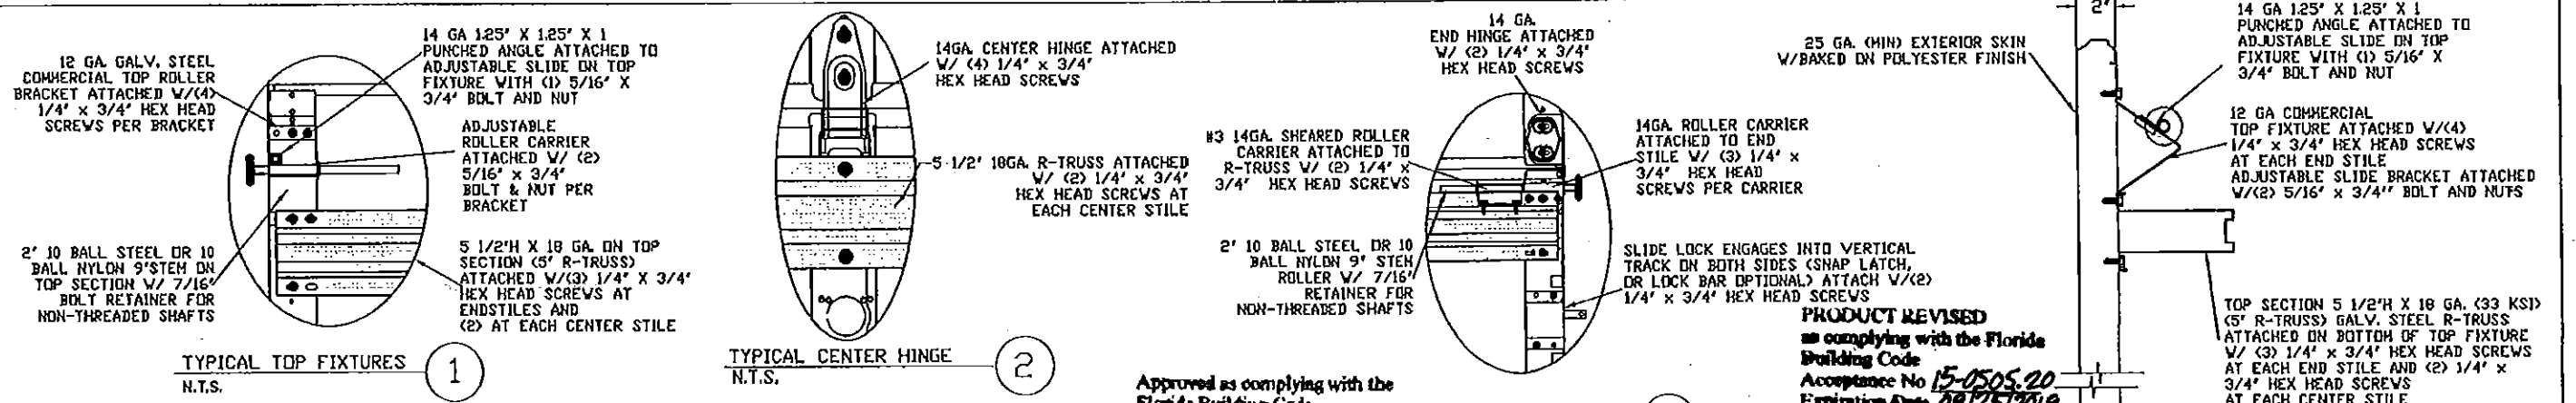 12 GA. GALV. STEEL
COMMERCIAL TOP ROLLER
BRACKET ATTACHED W/(4)
1/4" x 3/4" HEX HEAD
SCREWS PER BRACKET
14 GA 1.25" X 1.25" X 1
PUNCHED ANGLE ATTACHED TO
ADJUSTABLE SLIDE ON TOP
FIXTURE WITH (1) 5/16" X
3/4" BOLT AND NUT
ADJUSTABLE
ROLLER CARRIER
ATTACHED W/ (2)
5/16" x 3/4"
BOLT & NUT PER
BRACKET
2" 10 BALL STEEL OR 10
BALL NYLON 9"STEM ON
TOP SECTION W/ 7/16"
BOLT RETAINER FOR
NON-THREADED SHAFTS
5 1/2"H X 18 GA. ON TOP
SECTION (5" R-TRUSS)
ATTACHED W/(3) 1/4" X 3/4"
HEX HEAD SCREWS AT
ENDSTILES AND
(2) AT EACH CENTER STILE
TYPICAL TOP FIXTURES
N.T.S.
1
14GA. CENTER HINGE ATTACHED
W/ (4) 1/4" x 3/4"
HEX HEAD SCREWS
5 1/2" 18GA. R-TRUSS ATTACHED
W/ (2) 1/4" x 3/4"
HEX HEAD SCREWS AT
EACH CENTER STILE
TYPICAL CENTER HINGE
N.T.S.
2
14 GA.
END HINGE ATTACHED
W/ (2) 1/4" x 3/4"
HEX HEAD SCREWS
#3 14GA. SHEARED ROLLER
CARRIER ATTACHED TO
R-TRUSS W/ (2) 1/4" x
3/4" HEX HEAD SCREWS
14GA. ROLLER CARRIER
ATTACHED TO END
STILE W/ (3) 1/4" x
3/4" HEX HEAD
SCREWS PER CARRIER
2" 10 BALL STEEL OR 10
BALL NYLON 9" STEM
ROLLER W/ 7/16"
RETAINER FOR
NON-THREADED SHAFTS
SLIDE LOCK ENGAGES INTO VERTICAL
TRACK ON BOTH SIDES (SNAP LATCH,
OR LOCK BAR OPTIONAL) ATTACH W/(2)
1/4" x 3/4" HEX HEAD SCREWS
Approved as complying with the
Florida Building Code
PRODUCT REVISED
as complying with the Florida
Building Code
Acceptance No 15-0505.20
Expiration Date 09/25/2019
2"
25 GA. (MIN) EXTERIOR SKIN
W/BAKED ON POLYESTER FINISH
14 GA 1.25" X 1.25" X 1
PUNCHED ANGLE ATTACHED TO
ADJUSTABLE SLIDE ON TOP
FIXTURE WITH (1) 5/16" X
3/4" BOLT AND NUT
12 GA COMMERCIAL
TOP FIXTURE ATTACHED W/(4)
1/4" x 3/4" HEX HEAD SCREWS
AT EACH END STILE
ADJUSTABLE SLIDE BRACKET ATTACHED
W/(2) 5/16" x 3/4" BOLT AND NUTS
TOP SECTION 5 1/2"H X 18 GA. (33 KSI)
(5" R-TRUSS) GALV. STEEL R-TRUSS
ATTACHED ON BOTTOM OF TOP FIXTURE
W/ (3) 1/4" x 3/4" HEX HEAD SCREWS
AT EACH END STILE AND (2) 1/4" x
3/4" HEX HEAD SCREWS
AT EACH CENTER STILE